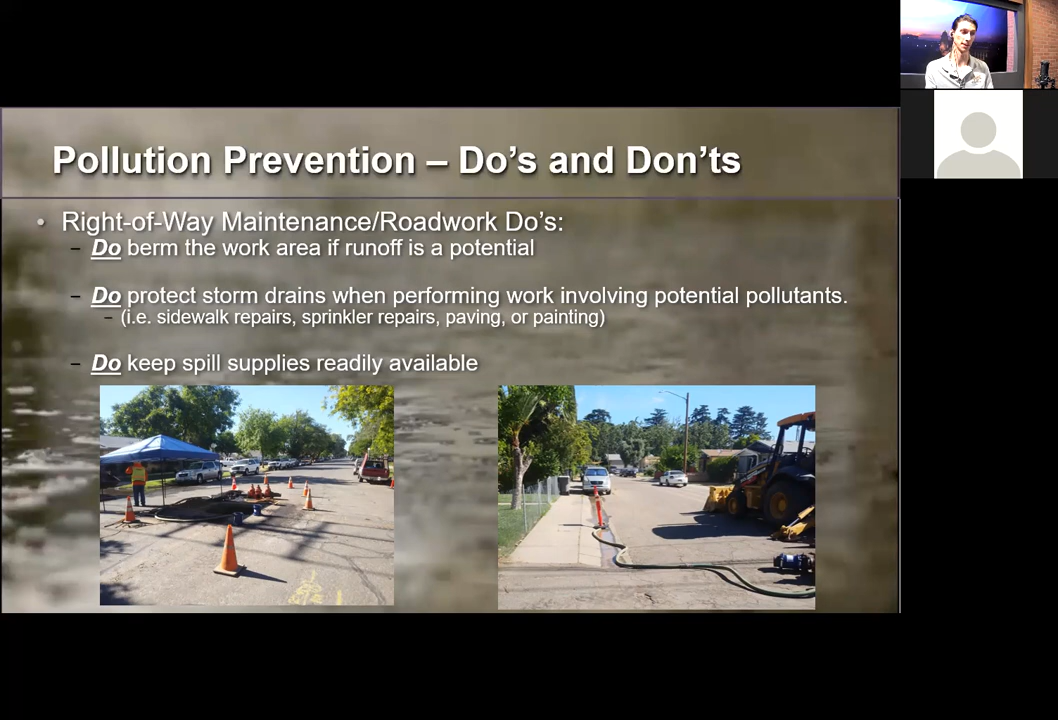 Pollution Prevention – Do's and Don'ts
• Right-of-Way Maintenance/Roadwork Do's:
– Do berm the work area if runoff is a potential
– Do protect storm drains when performing work involving potential pollutants.
– (i.e. sidewalk repairs, sprinkler repairs, paving, or painting)
– Do keep spill supplies readily available